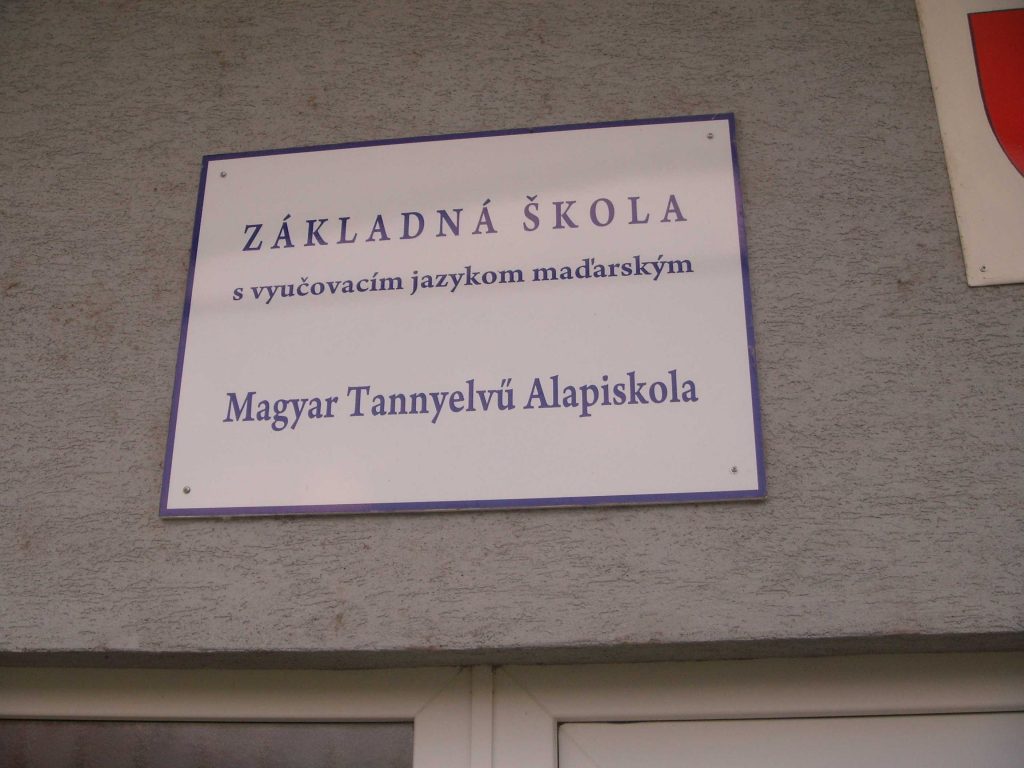 ZÁKLADNÁ ŠKOLA
s vyučovacím jazykom maďarským
Magyar Tannyelvű Alapiskola